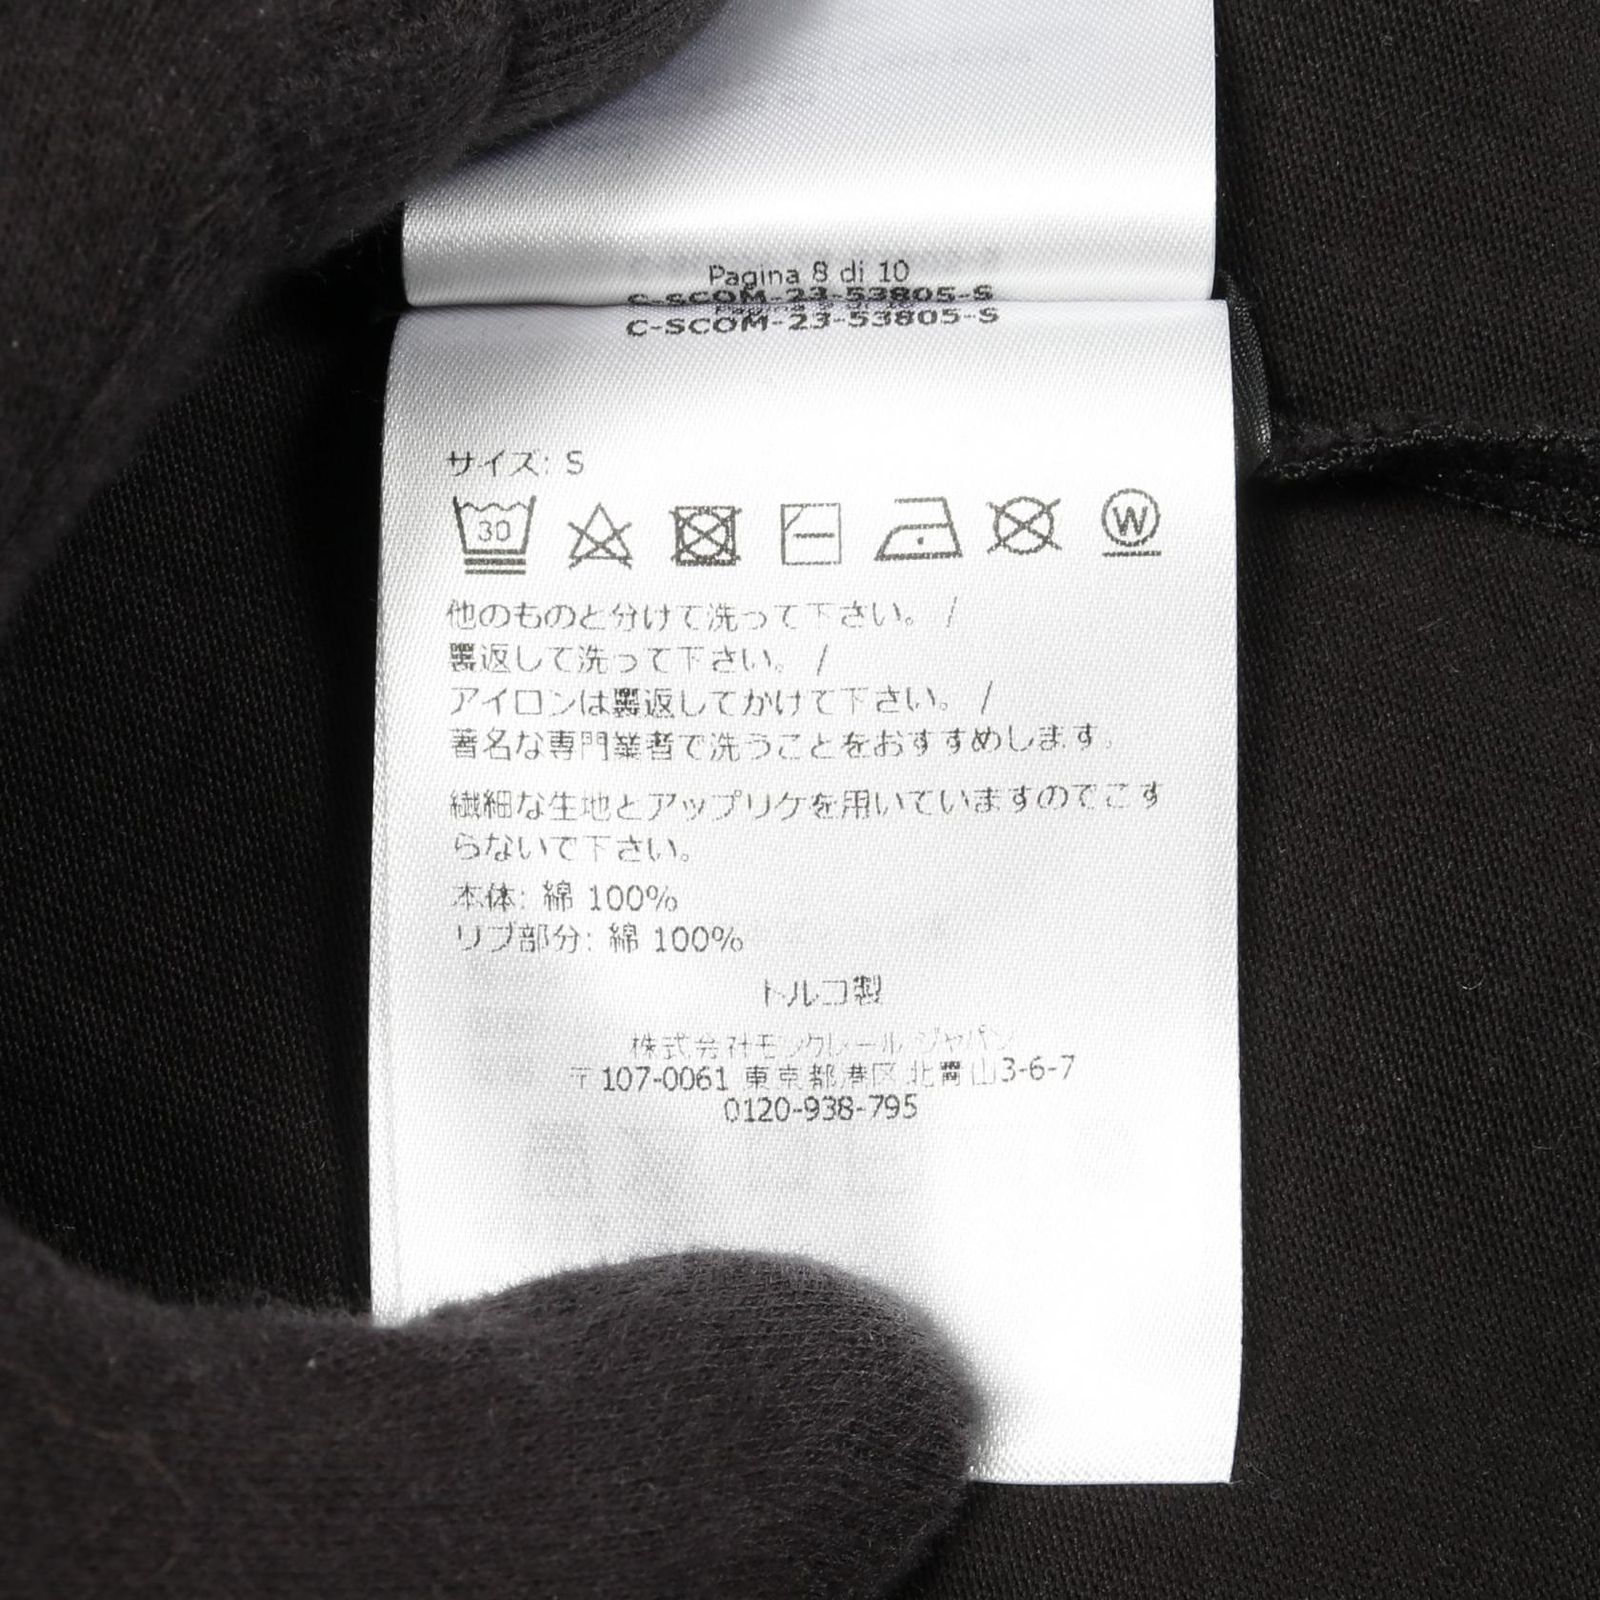 Pagina 8 di 10
C-SCOM-23-53805-S
C-SCOM-23-53805-S
サイズ: S
30
W
他のものと分けて洗って下さい。 /
裏返して洗って下さい。 /
アイロンは裏返してかけて下さい。 /
著名な専門業者で洗うことをおすすめします。
繊細な生地とアップリケを用いていますのでこす
らないで下さい。
本体: 綿 100%
リブ部分: 綿 100%
トルコ製
株式会社モンクレール ジャパン
〒107-0061 東京都港区北青山3-6-7
0120-938-795